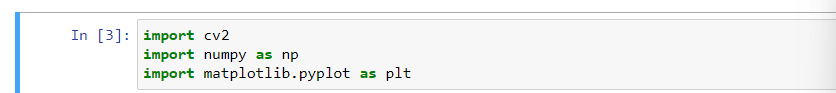 In [3]: import cv2
import numpy as np
import matplotlib.pyplot as plt